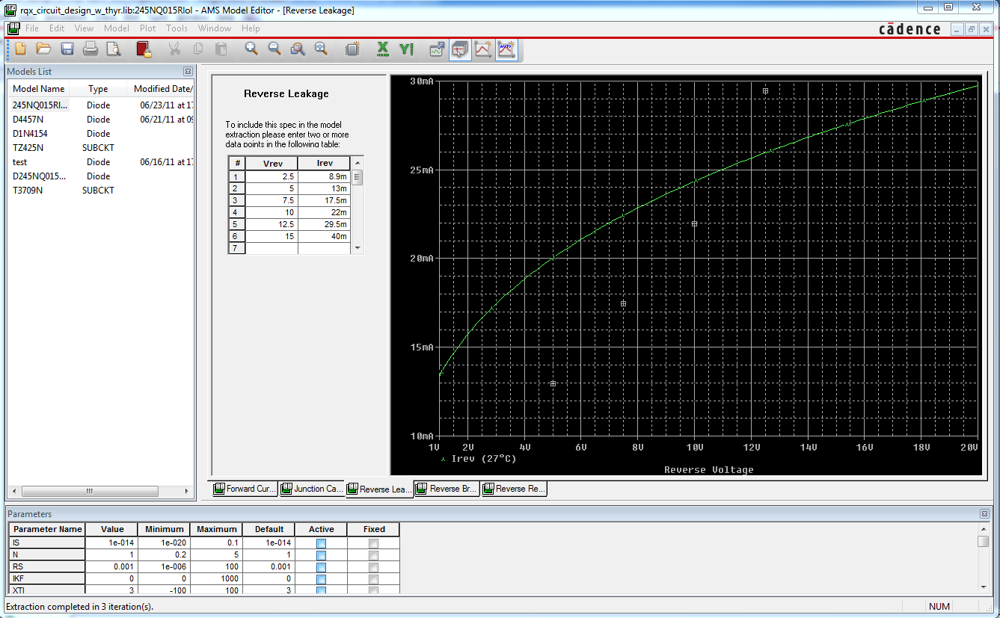 rqx_circuit_design_w_thyr.lib:245NQ015Rlol - AMS Model Editor - [Reverse Leakage]
File Edit View Model Plot Tools Window Help
cādence
Models List
Model Name Type Modified Date/
245NQ015Rl... Diode 06/23/11 at 17
D4457N Diode 06/21/11 at 09
D1N4154 Diode
TZ425N SUBCKT
test Diode 06/16/11 at 17
D245NQ015... Diode
T3709N SUBCKT
Reverse Leakage
To include this spec in the model
extraction please enter two or more
data points in the following table:
# Vrev Irev
1 2.5 8.9m
2 5 13m
3 7.5 17.5m
4 10 22m
5 12.5 29.5m
6 15 40m
7
30mA
25mA
20mA
15mA
10mA
1V 2V 4V 6V 8V 10V 12V 14V 16V 18V 20V
Irev (27°C)
Reverse Voltage
Forward Cur... Junction Ca... Reverse Lea... Reverse Br... Reverse Re...
Parameters
Parameter Name Value Minimum Maximum Default Active Fixed
IS 1e-014 1e-020 0.1 1e-014
N 1 0.2 5 1
RS 0.001 1e-006 100 0.001
IKF 0 0 1000 0
XTI 3 -100 100 3
Extraction completed in 3 iteration(s).
NUM